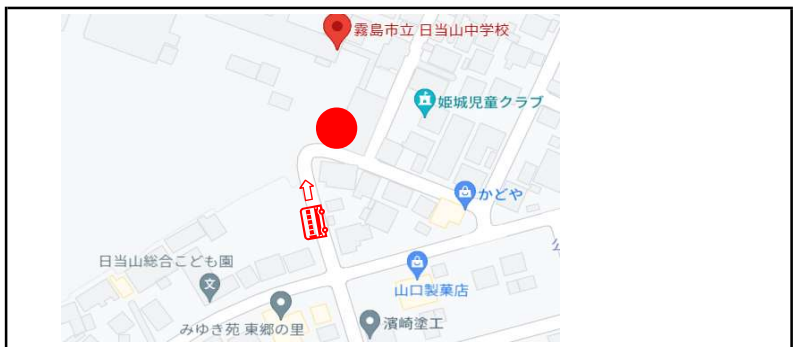 霧島市立 日当山中学校
姫城児童クラブ
かどや
日当山総合こども園
文
山口製菓店
みゆき苑 東郷の里
濵崎塗工